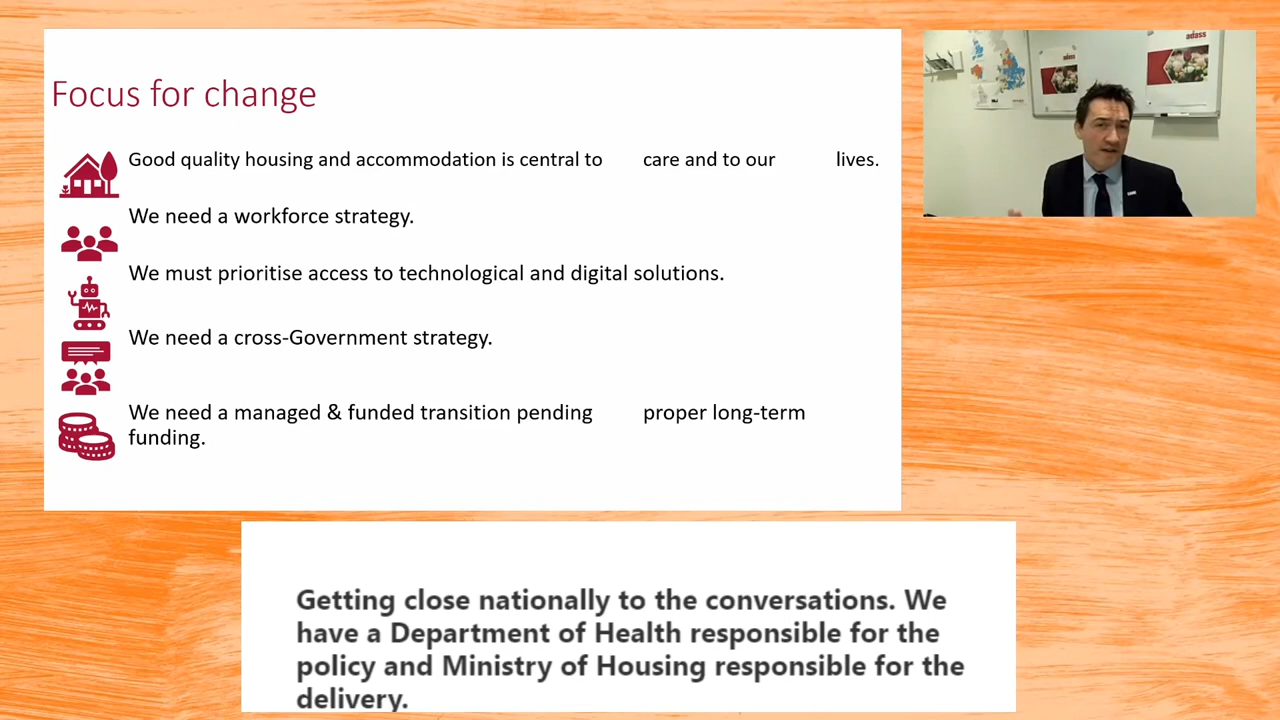 Focus for change
Good quality housing and accommodation is central to care and to our lives.
We need a workforce strategy.
We must prioritise access to technological and digital solutions.
We need a cross-Government strategy.
We need a managed & funded transition pending proper long-term
funding.
adass
adass
Getting close nationally to the conversations. We
have a Department of Health responsible for the
policy and Ministry of Housing responsible for the
delivery.